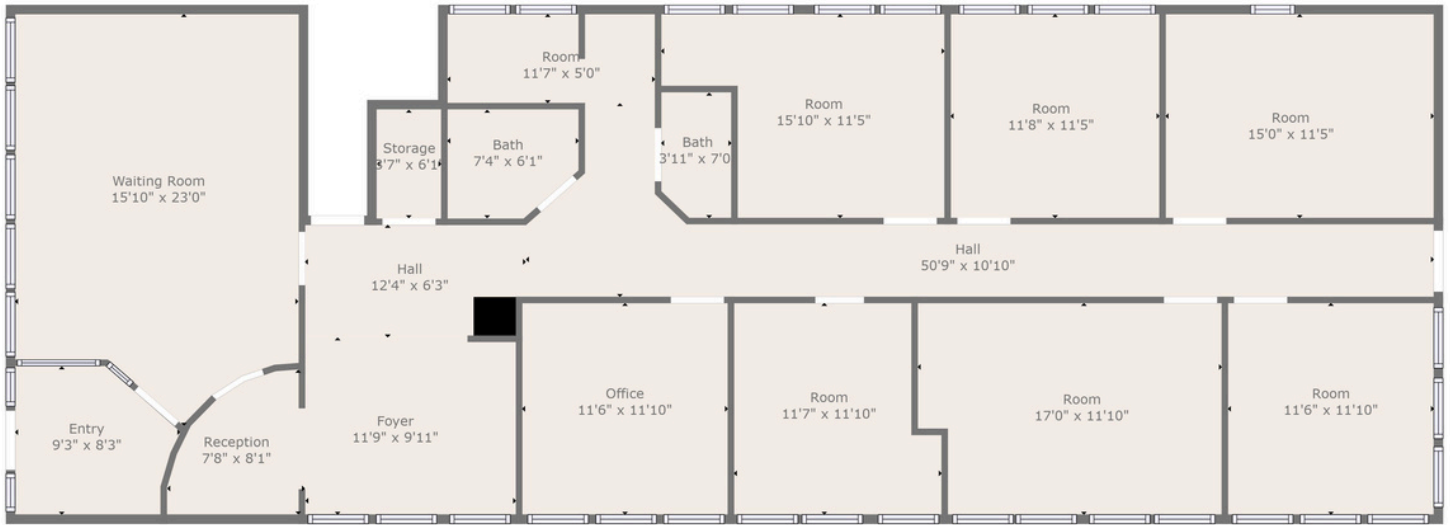 Room
11'7" x 5'0"
Storage
3'7" x 6'1"
Bath
7'4" x 6'1"
Bath
3'11" x 7'0
Room
15'10" x 11'5"
Room
11'8" x 11'5"
Room
15'0" x 11'5"
Waiting Room
15'10" x 23'0"
Hall
12'4" x 6'3"
Hall
50'9" x 10'10"
Entry
9'3" x 8'3"
Reception
7'8" x 8'1"
Foyer
11'9" x 9'11"
Office
11'6" x 11'10"
Room
11'7" x 11'10"
Room
17'0" x 11'10"
Room
11'6" x 11'10"